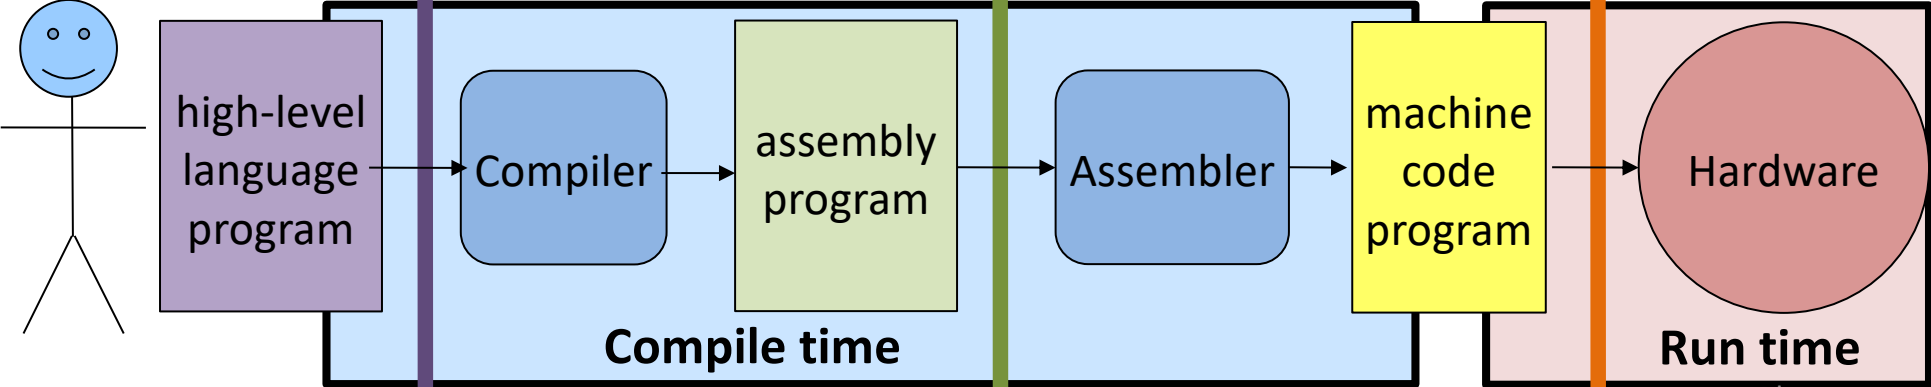 high-level
language
program
Compiler
assembly
program
Assembler
machine
code
program
Hardware
Compile time
Run time